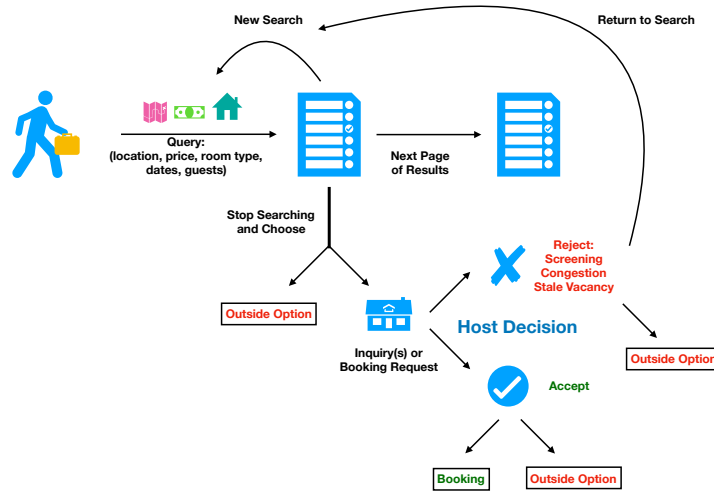 New Search
Return to Search
Query:
(location, price, room type,
dates, guests)
Next Page
of Results
Stop Searching
and Choose
Outside Option
Inquiry(s) or
Booking Request
Host Decision
Reject:
Screening
Congestion
Stale Vacancy
Outside Option
Accept
Booking
Outside Option